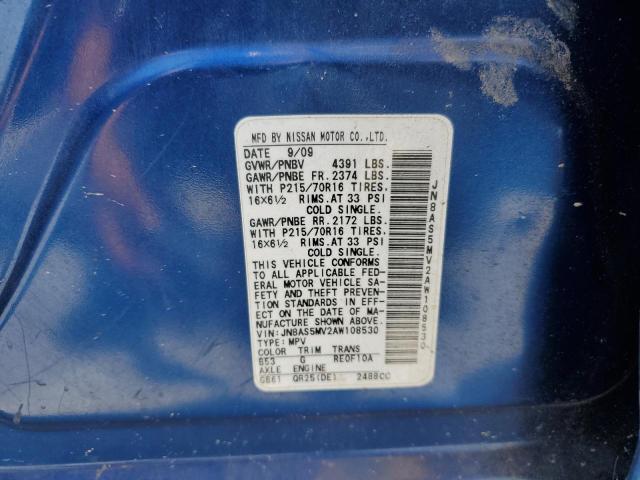 MFD BY NISSAN MOTOR CO.,LTD.
DATE 9/09
GVWR/PNBV 4391 LBS.
GAWR/PNBE FR. 2374 LBS.
WITH P215/70R16 TIRES.
16X6½ RIMS.AT 33 PSI
COLD SINGLE.
GAWR/PNBE RR. 2172 LBS.
WITH P215/70R16 TIRES.
16X6½ RIMS.AT 33 PSI
COLD SINGLE.
THIS VEHICLE CONFORMS
TO ALL APPLICABLE FED-
ERAL MOTOR VEHICLE SA-
FETY AND THEFT PREVEN-
TION STANDARDS IN EFF-
ECT ON THE DATE OF MA-
NUFACTURE SHOWN ABOVE.
VIN:JN8AS5MV2AW108530
TYPE:MPV
COLOR TRIM TRANS
B53 G RE0F10A
AXLE ENGINE
GB61 QR25(DE) 2488CC
JN8AS5MV2AW108530